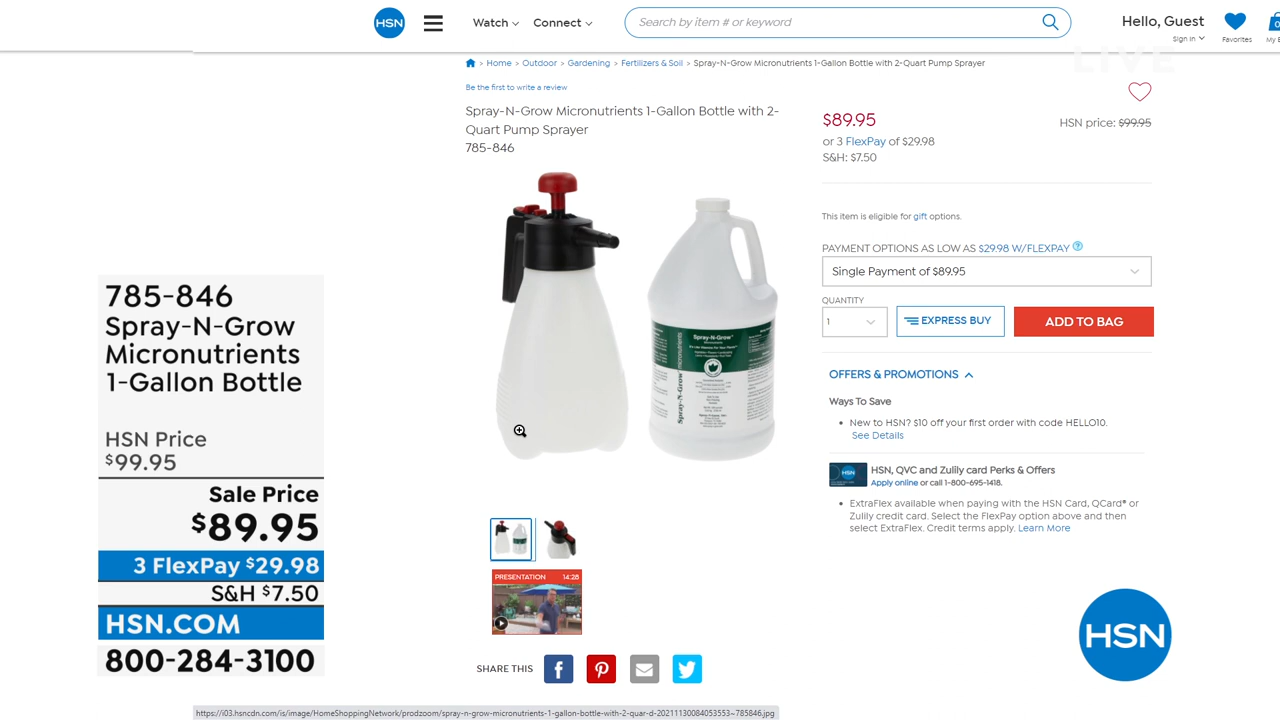 HSN
Watch
Connect
Search by item # or keyword
Hello, Guest
Sign In
Favorites
0
My
LIVE
> Home > Outdoor > Gardening > Fertilizers & Soil > Spray-N-Grow Micronutrients 1-Gallon Bottle with 2-Quart Pump Sprayer
Be the first to write a review
Spray-N-Grow Micronutrients 1-Gallon Bottle with 2-
Quart Pump Sprayer
785-846
$89.95
HSN price: $99.95
or 3 FlexPay of $29.98
S&H: $7.50
This item is eligible for gift options.
PAYMENT OPTIONS AS LOW AS $29.98 W/FLEXPAY ?
Single Payment of $89.95
QUANTITY
1
EXPRESS BUY
ADD TO BAG
OFFERS & PROMOTIONS
Ways To Save
• New to HSN? $10 off your first order with code HELLO10.
See Details
HSN
HSN, QVC and Zulily card Perks & Offers
Apply online or call 1-800-695-1418.
• ExtraFlex available when paying with the HSN Card, QCard® or
Zulily credit card. Select the FlexPay option above and then
select ExtraFlex. Credit terms apply. Learn More
Spray-N-Grow
micronutrients
Spray-N-Grow
PRESENTATION 14:28
SHARE THIS
785-846
Spray-N-Grow
Micronutrients
1-Gallon Bottle
HSN Price
$99.95
Sale Price
$89.95
3 FlexPay $29.98
S&H $7.50
HSN.COM
800-284-3100
HSN
https://i03.hsncdn.com/is/image/HomeShoppingNetwork/prodzoom/spray-n-grow-micronutrients-1-gallon-bottle-with-2-quar-d-20211130084053553~785846.jpg